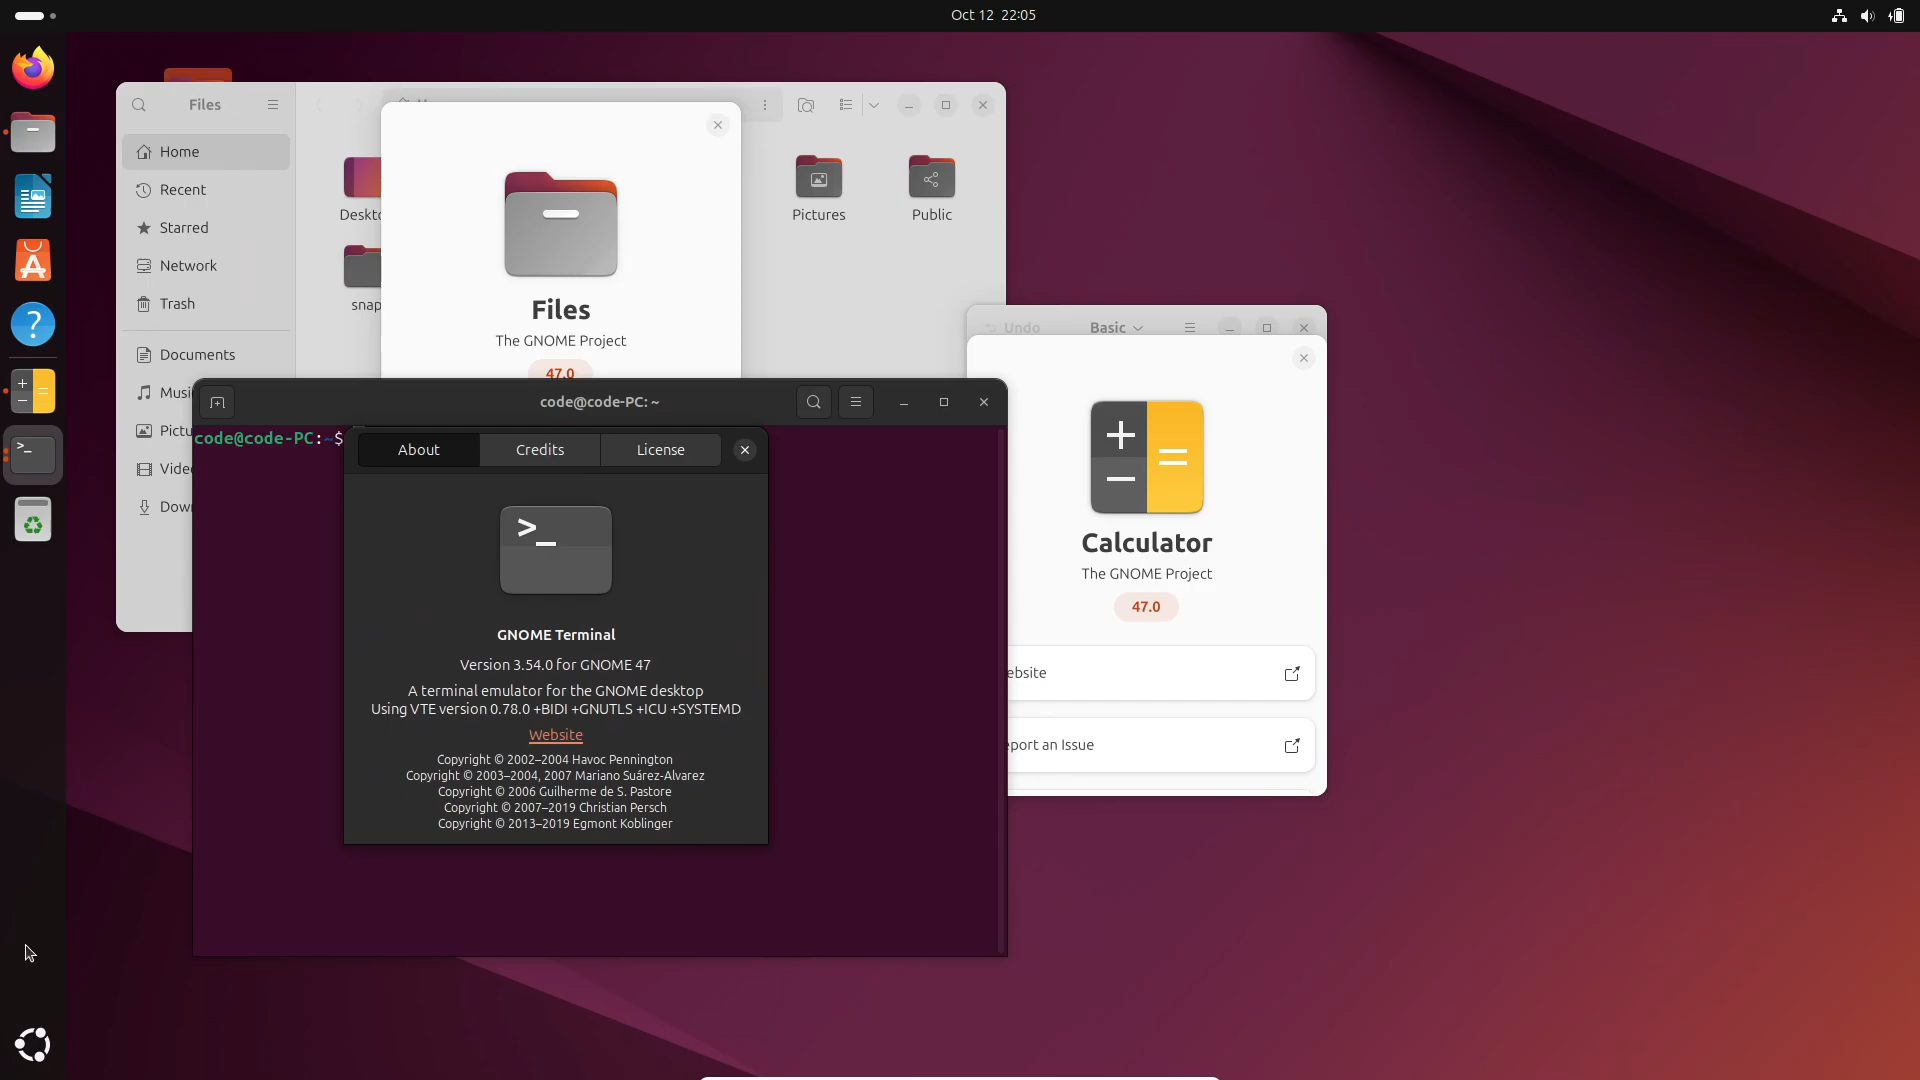 Oct 12 22:05
Files
Home
Recent
Starred
Network
Trash
Documents
Pictures
Public
snap
Files
The GNOME Project
47.0
Undo
Basic
Calculator
The GNOME Project
47.0
code@code-PC: ~
code@code-PC:~$
About
Credits
License
GNOME Terminal
Version 3.54.0 for GNOME 47
A terminal emulator for the GNOME desktop
Using VTE version 0.78.0 +BIDI +GNUTLS +ICU +SYSTEMD
Website
Copyright © 2002–2004 Havoc Pennington
Copyright © 2003–2004, 2007 Mariano Suárez-Alvarez
Copyright © 2006 Guilherme de S. Pastore
Copyright © 2007–2019 Christian Persch
Copyright © 2013–2019 Egmont Koblinger
ebsite
eport an Issue